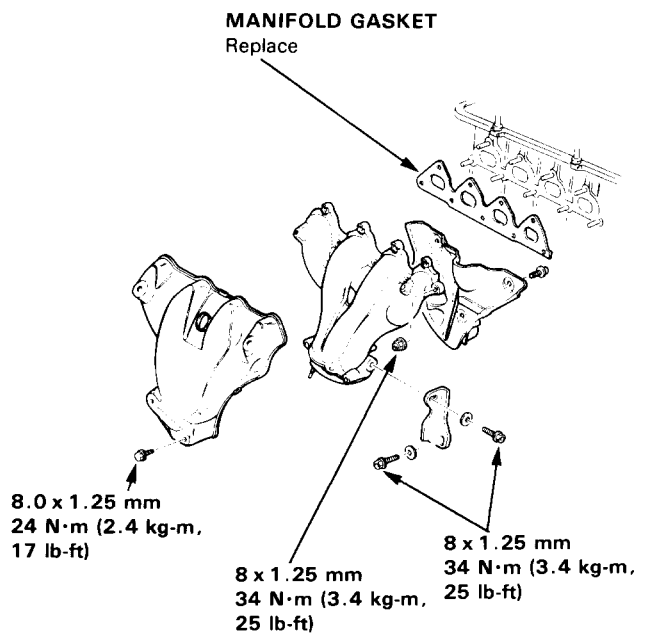 MANIFOLD GASKET
Replace
8.0 x 1.25 mm
24 N·m (2.4 kg-m,
17 lb-ft)
8 x 1.25 mm
34 N·m (3.4 kg-m,
25 lb-ft)
8 x 1.25 mm
34 N·m (3.4 kg-m,
25 lb-ft)